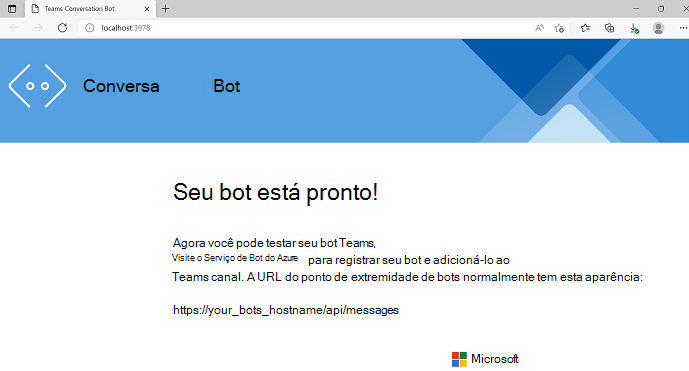 Teams Conversation Bot
localhost:3978
Conversa Bot
Seu bot está pronto!
Agora você pode testar seu bot Teams,
Visite o Serviço de Bot do Azure para registrar seu bot e adicioná-lo ao
Teams canal. A URL do ponto de extremidade de bots normalmente tem esta aparência:
https://your_bots_hostname/api/messages
Microsoft